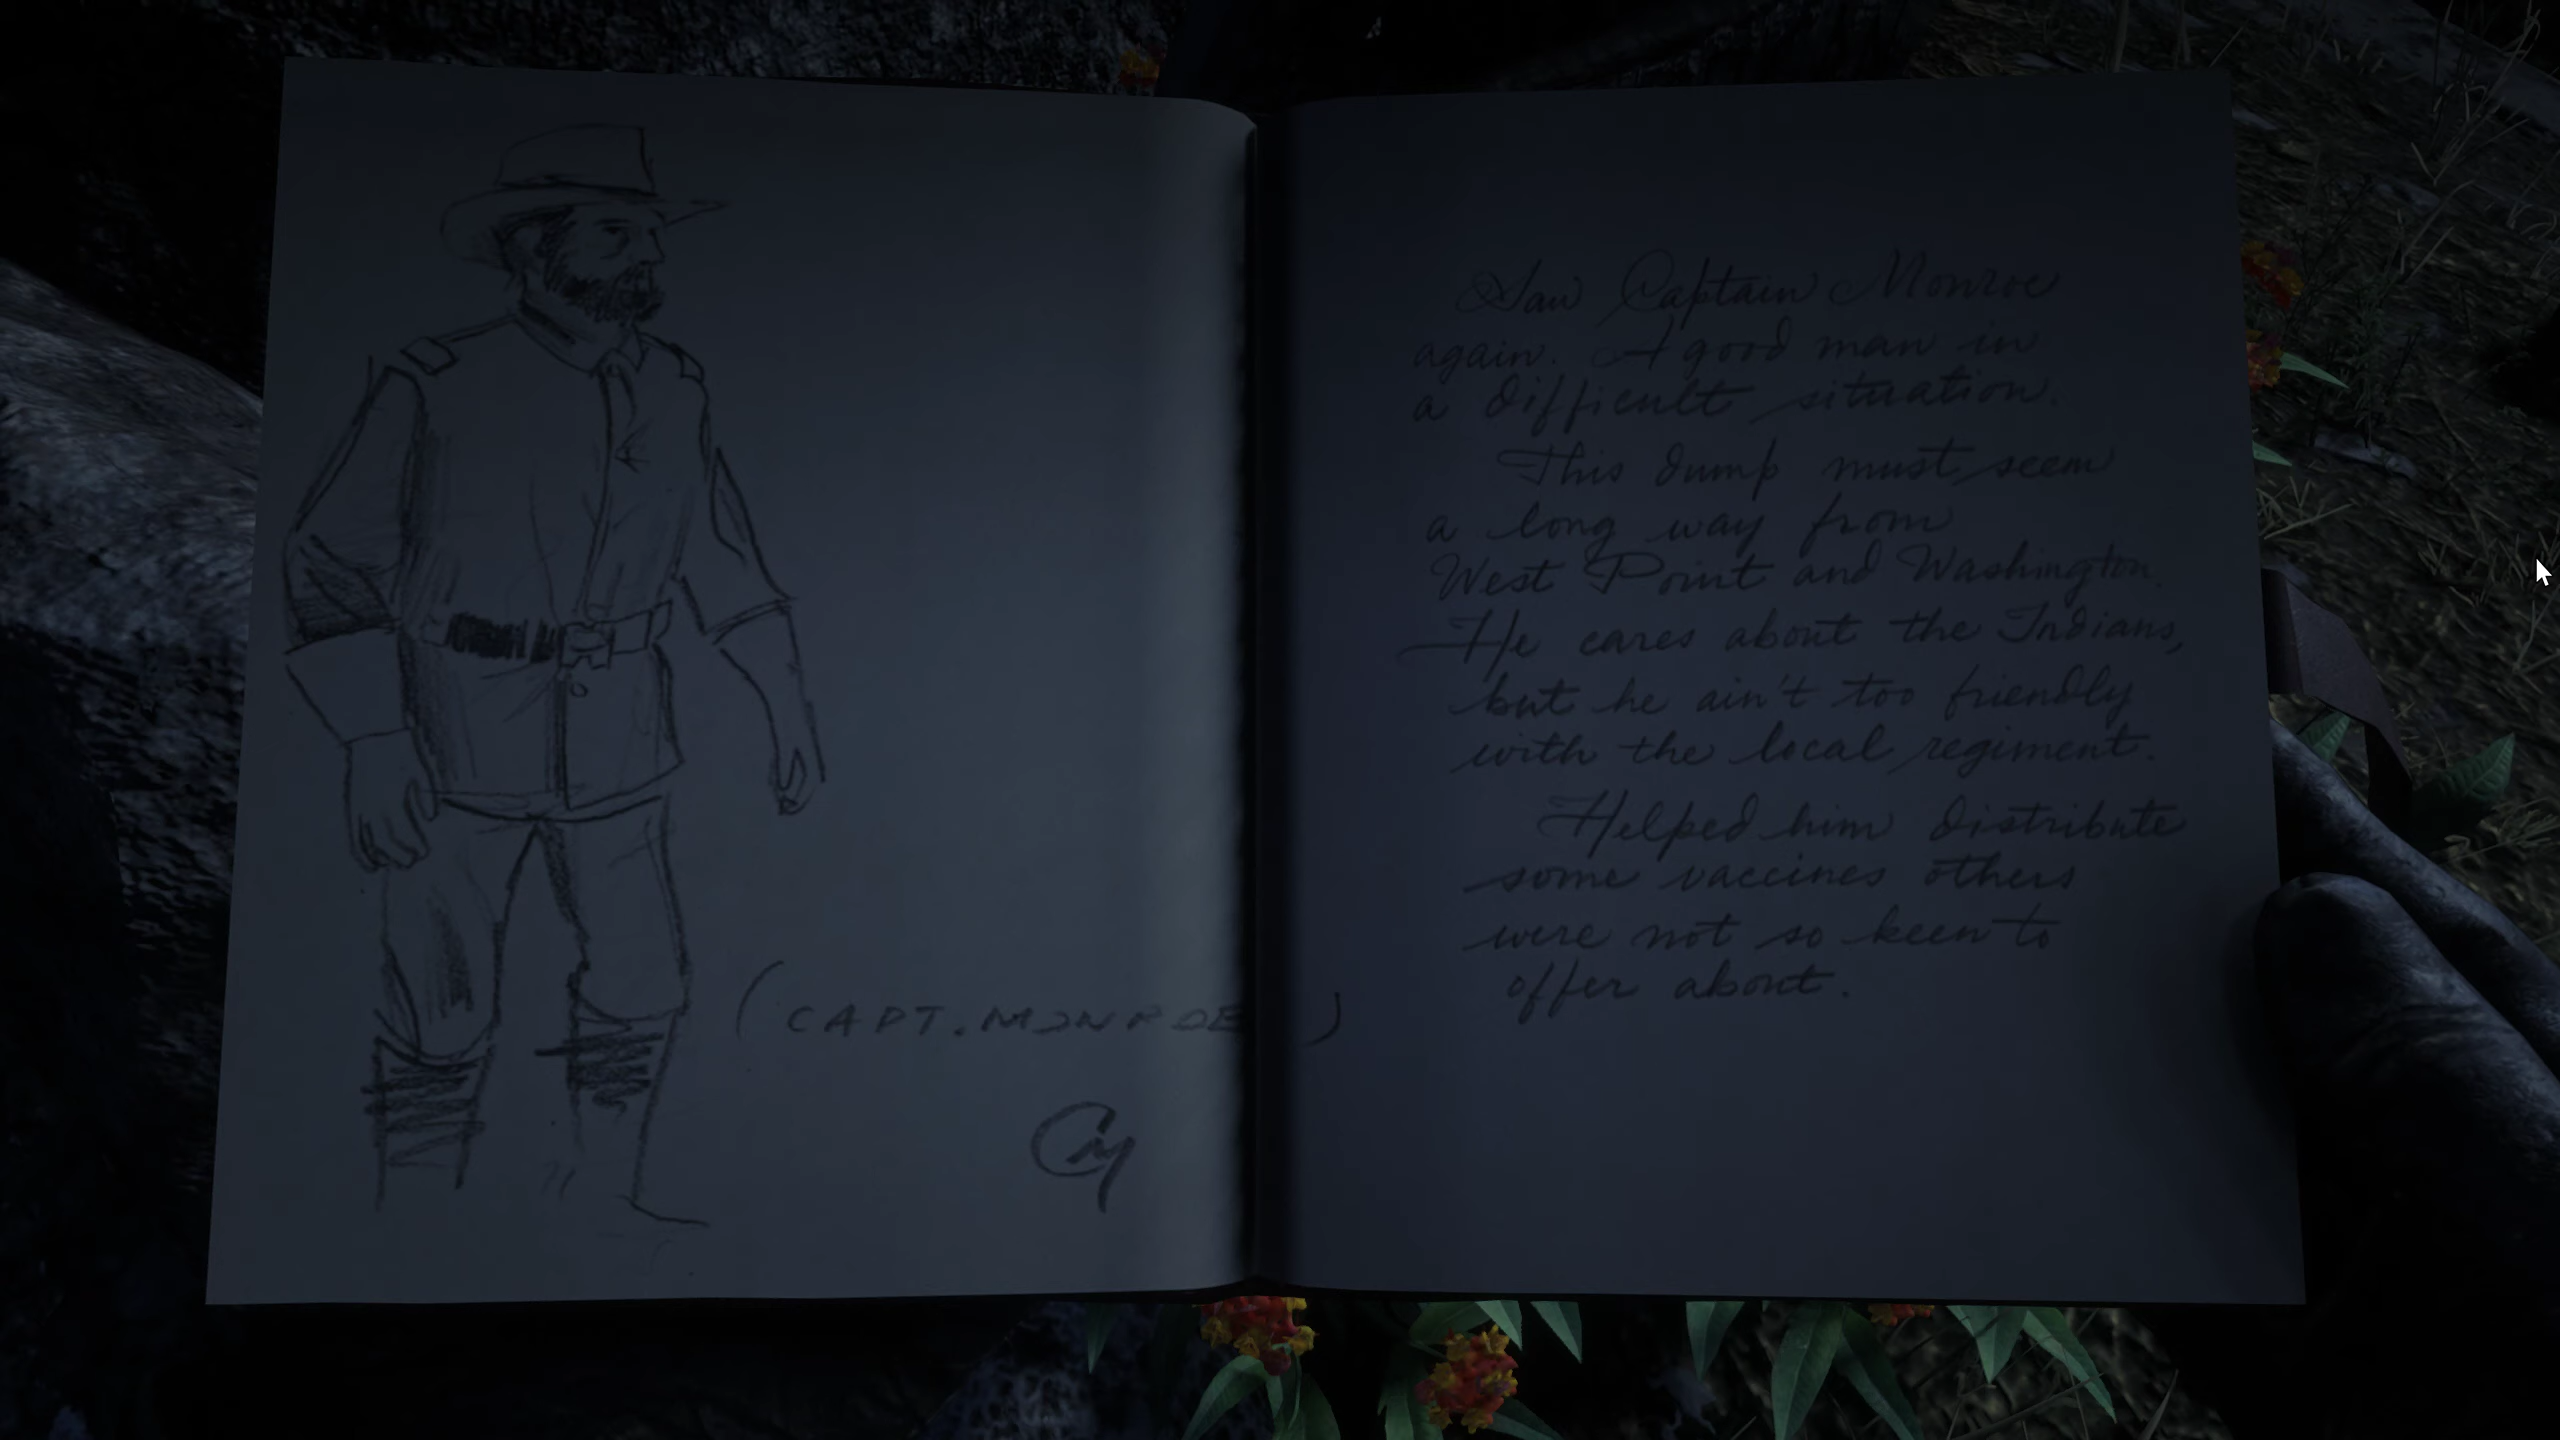 (CAPT. MONROE)
Saw Captain Monroe
again. A good man in
a difficult situation.
This dump must seem
a long way from
West Point and Washington.
He cares about the Indians,
but he ain't too friendly
with the local regiment.
Helped him distribute
some vaccines others
were not so keen to
offer about.